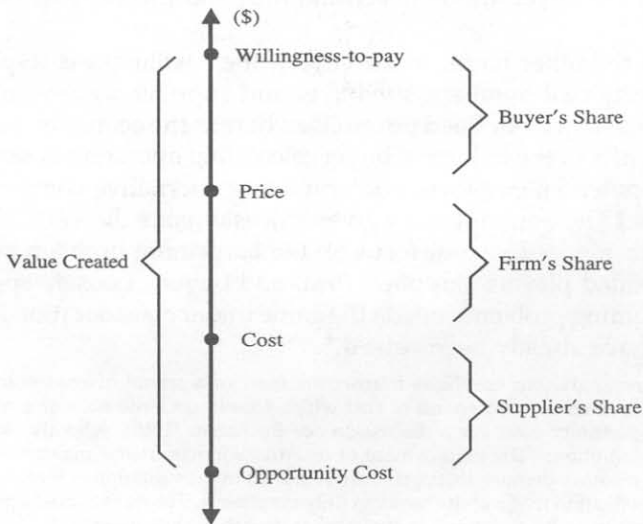 ($)
Willingness-to-pay
Buyer's Share
Price
Value Created
Firm's Share
Cost
Supplier's Share
Opportunity Cost